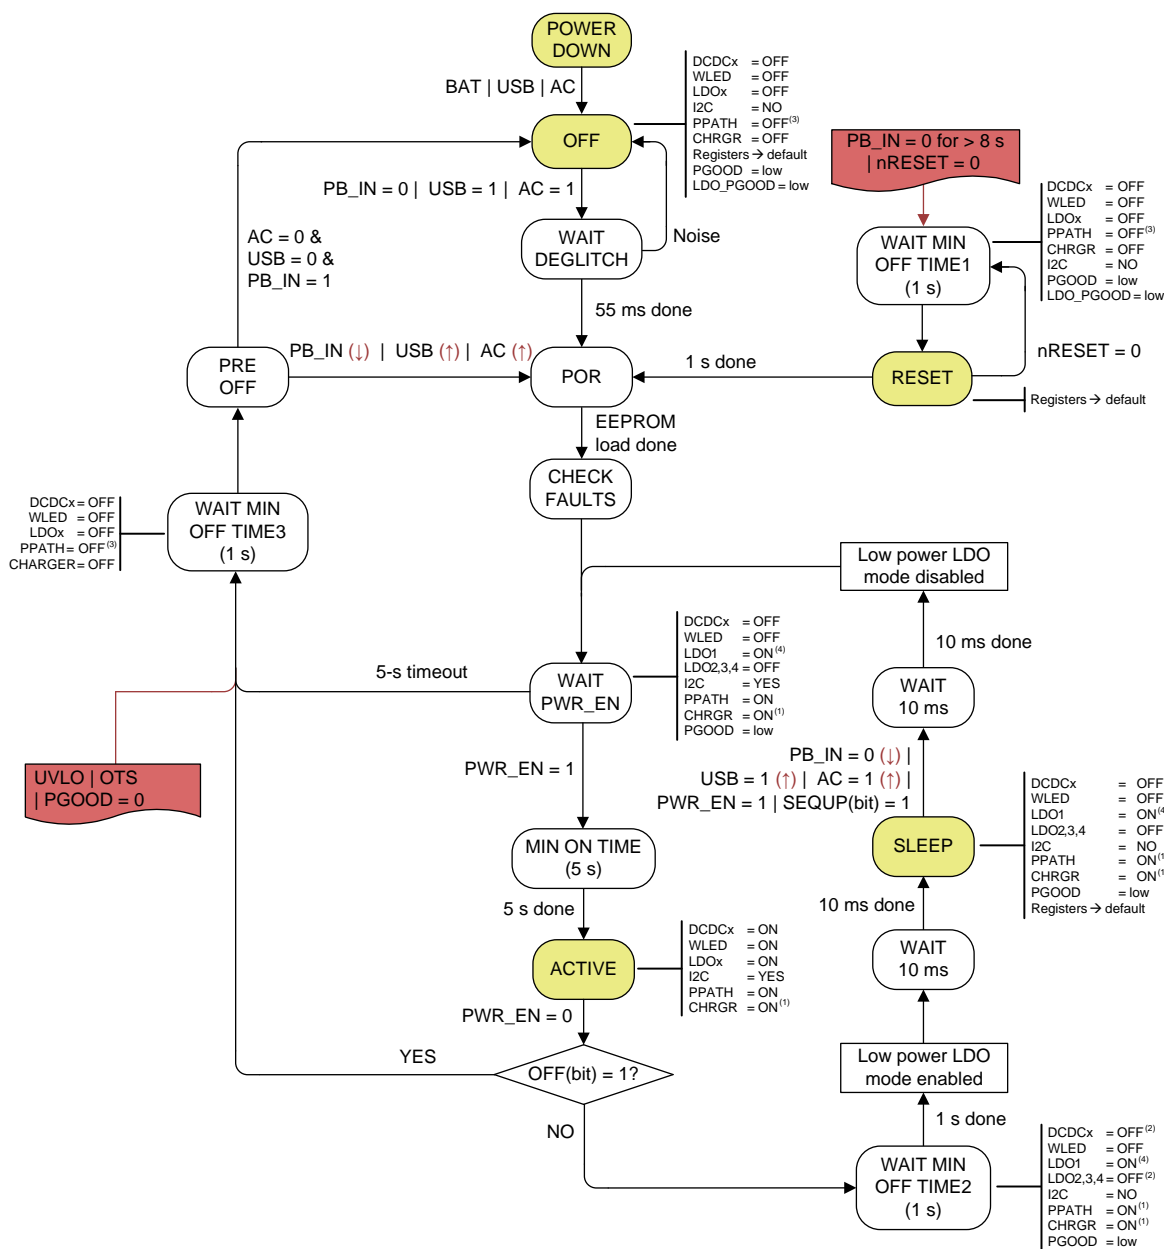 POWER
DOWN
BAT | USB | AC
DCDCx = OFF
WLED = OFF
LDOx = OFF
I2C = NO
PPATH = OFF(3)
CHRGR = OFF
Registers → default
PGOOD = low
LDO_PGOOD = low
OFF
PB_IN = 0 | USB = 1 | AC = 1
WAIT
DEGLITCH
Noise
55 ms done
PB_IN = 0 for > 8 s
| nRESET = 0
DCDCx = OFF
WLED = OFF
LDOx = OFF
PPATH = OFF(3)
CHRGR = OFF
I2C = NO
PGOOD = low
LDO_PGOOD = low
WAIT MIN
OFF TIME1
(1 s)
nRESET = 0
RESET
Registers → default
1 s done
AC = 0 &
USB = 0 &
PB_IN = 1
PRE
OFF
PB_IN (↓) | USB (↑) | AC (↑)
POR
EEPROM
load done
CHECK
FAULTS
DCDCx = OFF
WLED = OFF
LDOx = OFF
PPATH = OFF(3)
CHARGER = OFF
WAIT MIN
OFF TIME3
(1 s)
Low power LDO
mode disabled
10 ms done
WAIT
10 ms
5-s timeout
WAIT
PWR_EN
DCDCx = OFF
WLED = OFF
LDO1 = ON(4)
LDO2,3,4 = OFF
I2C = YES
PPATH = ON
CHRGR = ON(1)
PGOOD = low
UVLO | OTS
| PGOOD = 0
PWR_EN = 1
PB_IN = 0 (↓) |
USB = 1 (↑) | AC = 1 (↑) |
PWR_EN = 1 | SEQUP(bit) = 1
MIN ON TIME
(5 s)
5 s done
SLEEP
DCDCx = OFF
WLED = OFF
LDO1 = ON(4
LDO2,3,4 = OFF
I2C = NO
PPATH = ON(1
CHRGR = ON(1
PGOOD = low
Registers → default
10 ms done
WAIT
10 ms
ACTIVE
DCDCx = ON
WLED = ON
LDOx = ON
I2C = YES
PPATH = ON
CHRGR = ON(1)
PWR_EN = 0
OFF(bit) = 1?
YES
NO
Low power LDO
mode enabled
1 s done
WAIT MIN
OFF TIME2
(1 s)
DCDCx = OFF(2)
WLED = OFF
LDO1 = ON(4)
LDO2,3,4 = OFF(2)
I2C = NO
PPATH = ON(1)
CHRGR = ON(1)
PGOOD = low